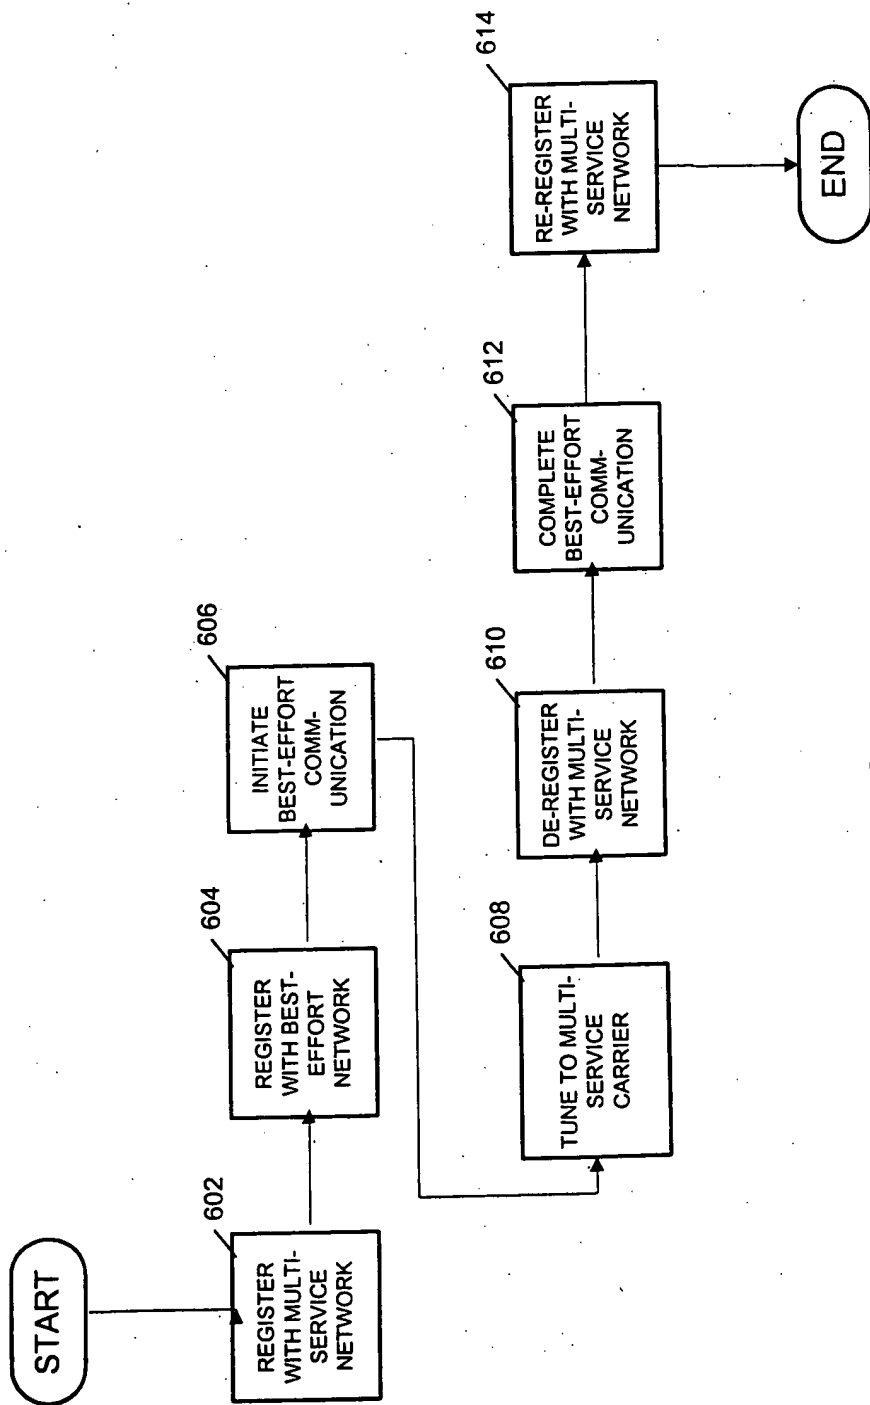 START
602
REGISTER
WITH MULTI-
SERVICE
NETWORK
604
REGISTER
WITH BEST-
EFFORT
NETWORK
606
INITIATE
BEST-EFFORT
COMM-
UNICATION
608
TUNE TO MULTI-
SERVICE
CARRIER
610
DE-REGISTER
WITH MULTI-
SERVICE
NETWORK
612
COMPLETE
BEST-EFFORT
COMM-
UNICATION
614
RE-REGISTER
WITH MULTI-
SERVICE
NETWORK
END